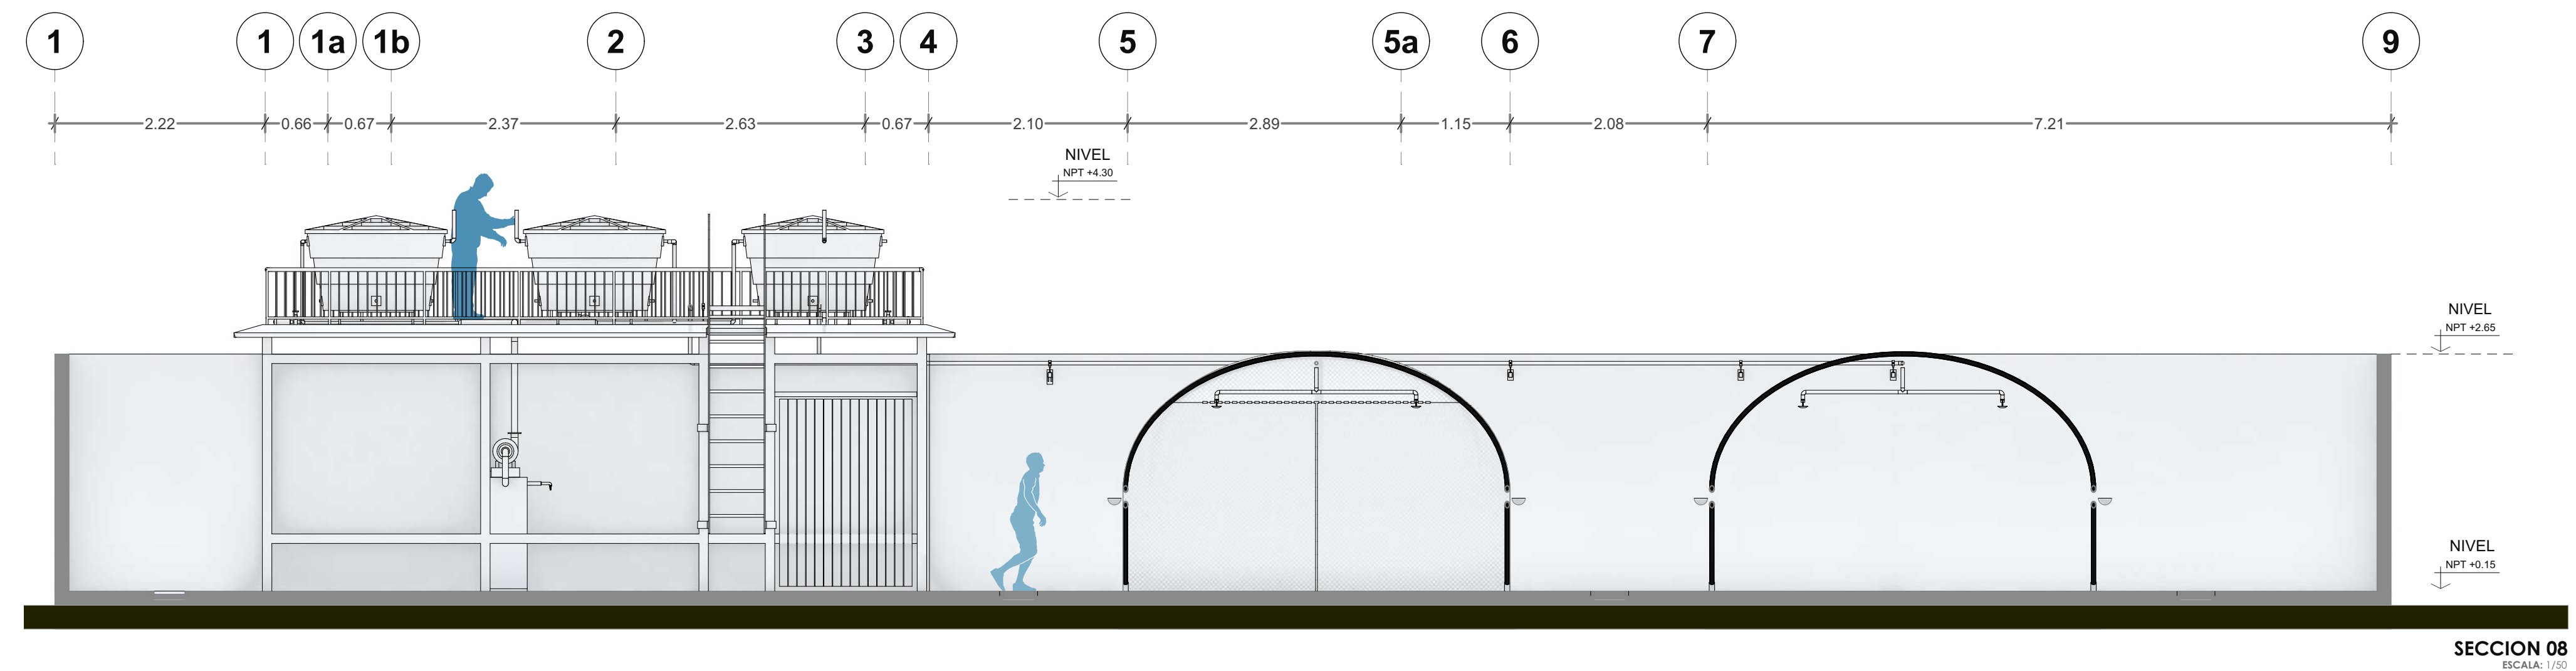 1 1 1a 1b 2 3 4 5 5a 6 7 9
2.22 0.66 0.67 2.37 2.63 0.67 2.10 2.89 1.15 2.08 7.21
NIVEL
NPT +4.30
NIVEL
NPT +2.65
NIVEL
NPT +0.15
SECCION 08
ESCALA: 1/50